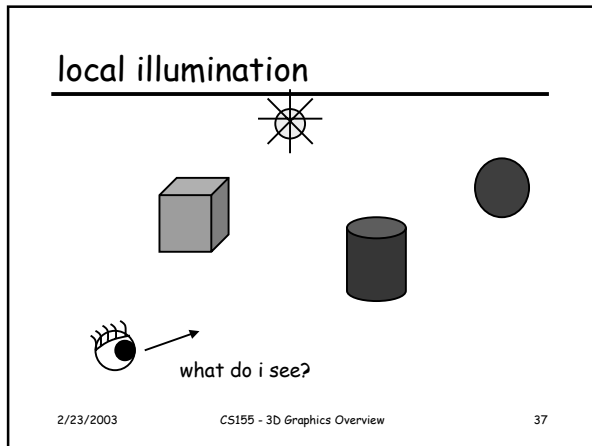 local illumination
what do i see?
2/23/2003 CS155 - 3D Graphics Overview 37